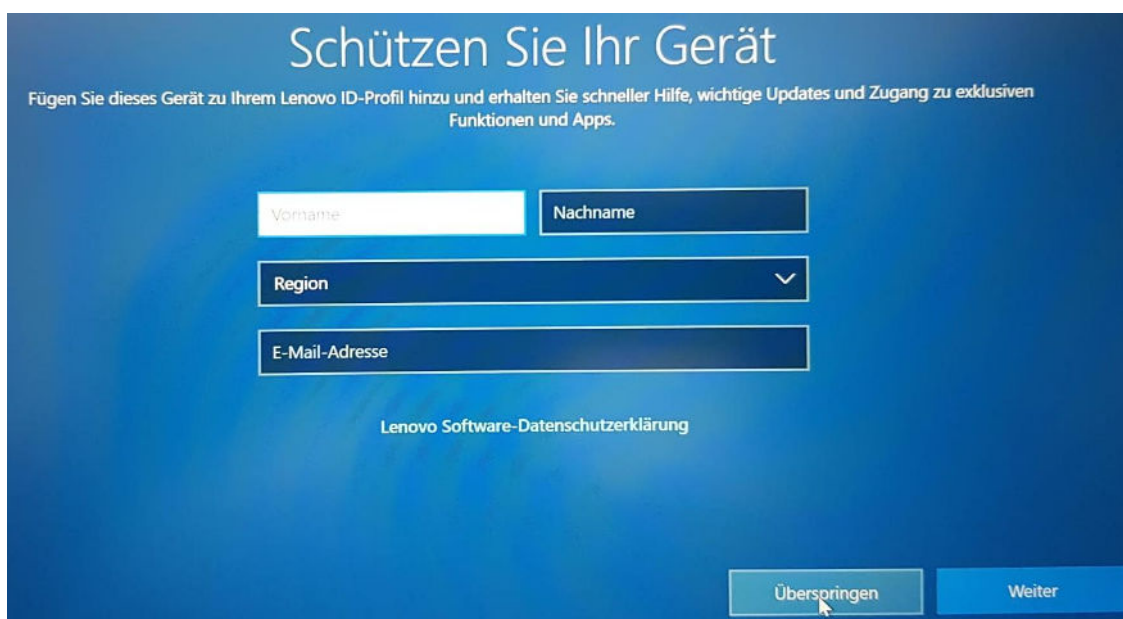 Schützen Sie Ihr Gerät
Fügen Sie dieses Gerät zu Ihrem Lenovo ID-Profil hinzu und erhalten Sie schneller Hilfe, wichtige Updates und Zugang zu exklusiven
Funktionen und Apps.
Vorname
Nachname
Region
E-Mail-Adresse
Lenovo Software-Datenschutzerklärung
Überspringen
Weiter